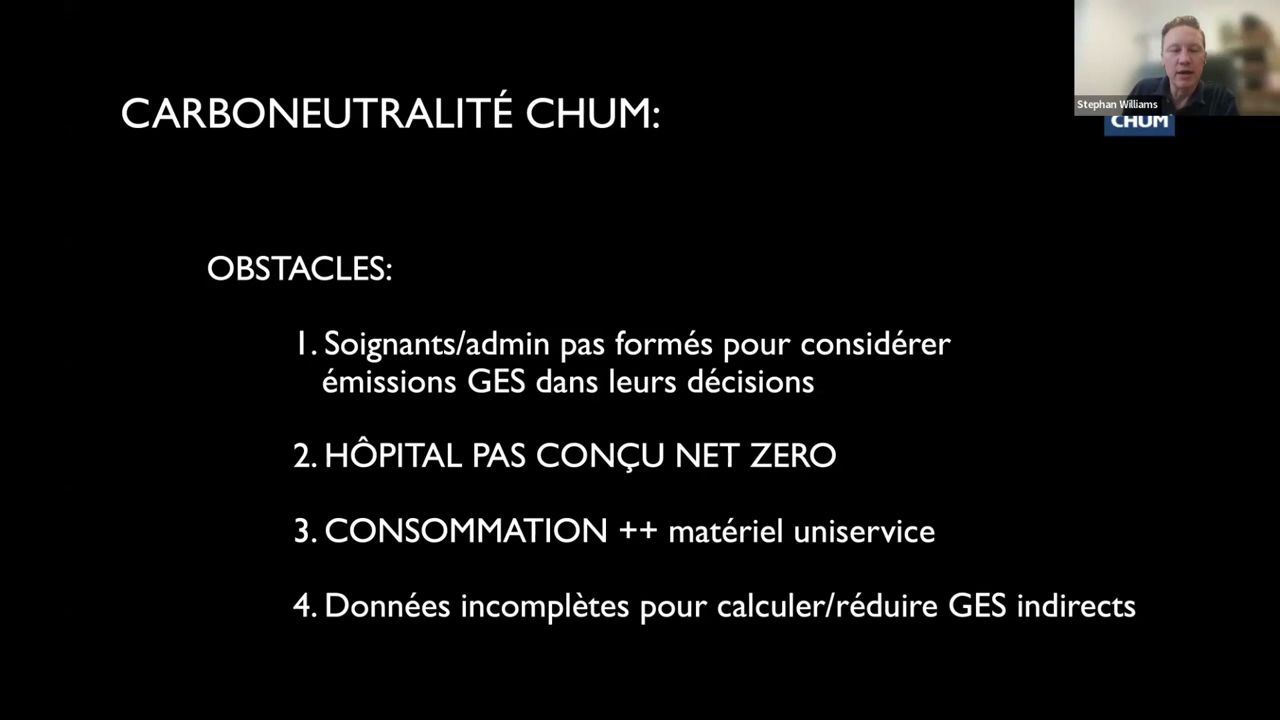 CARBONEUTRALITÉ CHUM:
Stephan Williams
CHUM
OBSTACLES:
1. Soignants/admin pas formés pour considérer
émissions GES dans leurs décisions
2. HÔPITAL PAS CONÇU NET ZERO
3. CONSOMMATION ++ matériel uniservice
4. Données incomplètes pour calculer/réduire GES indirects